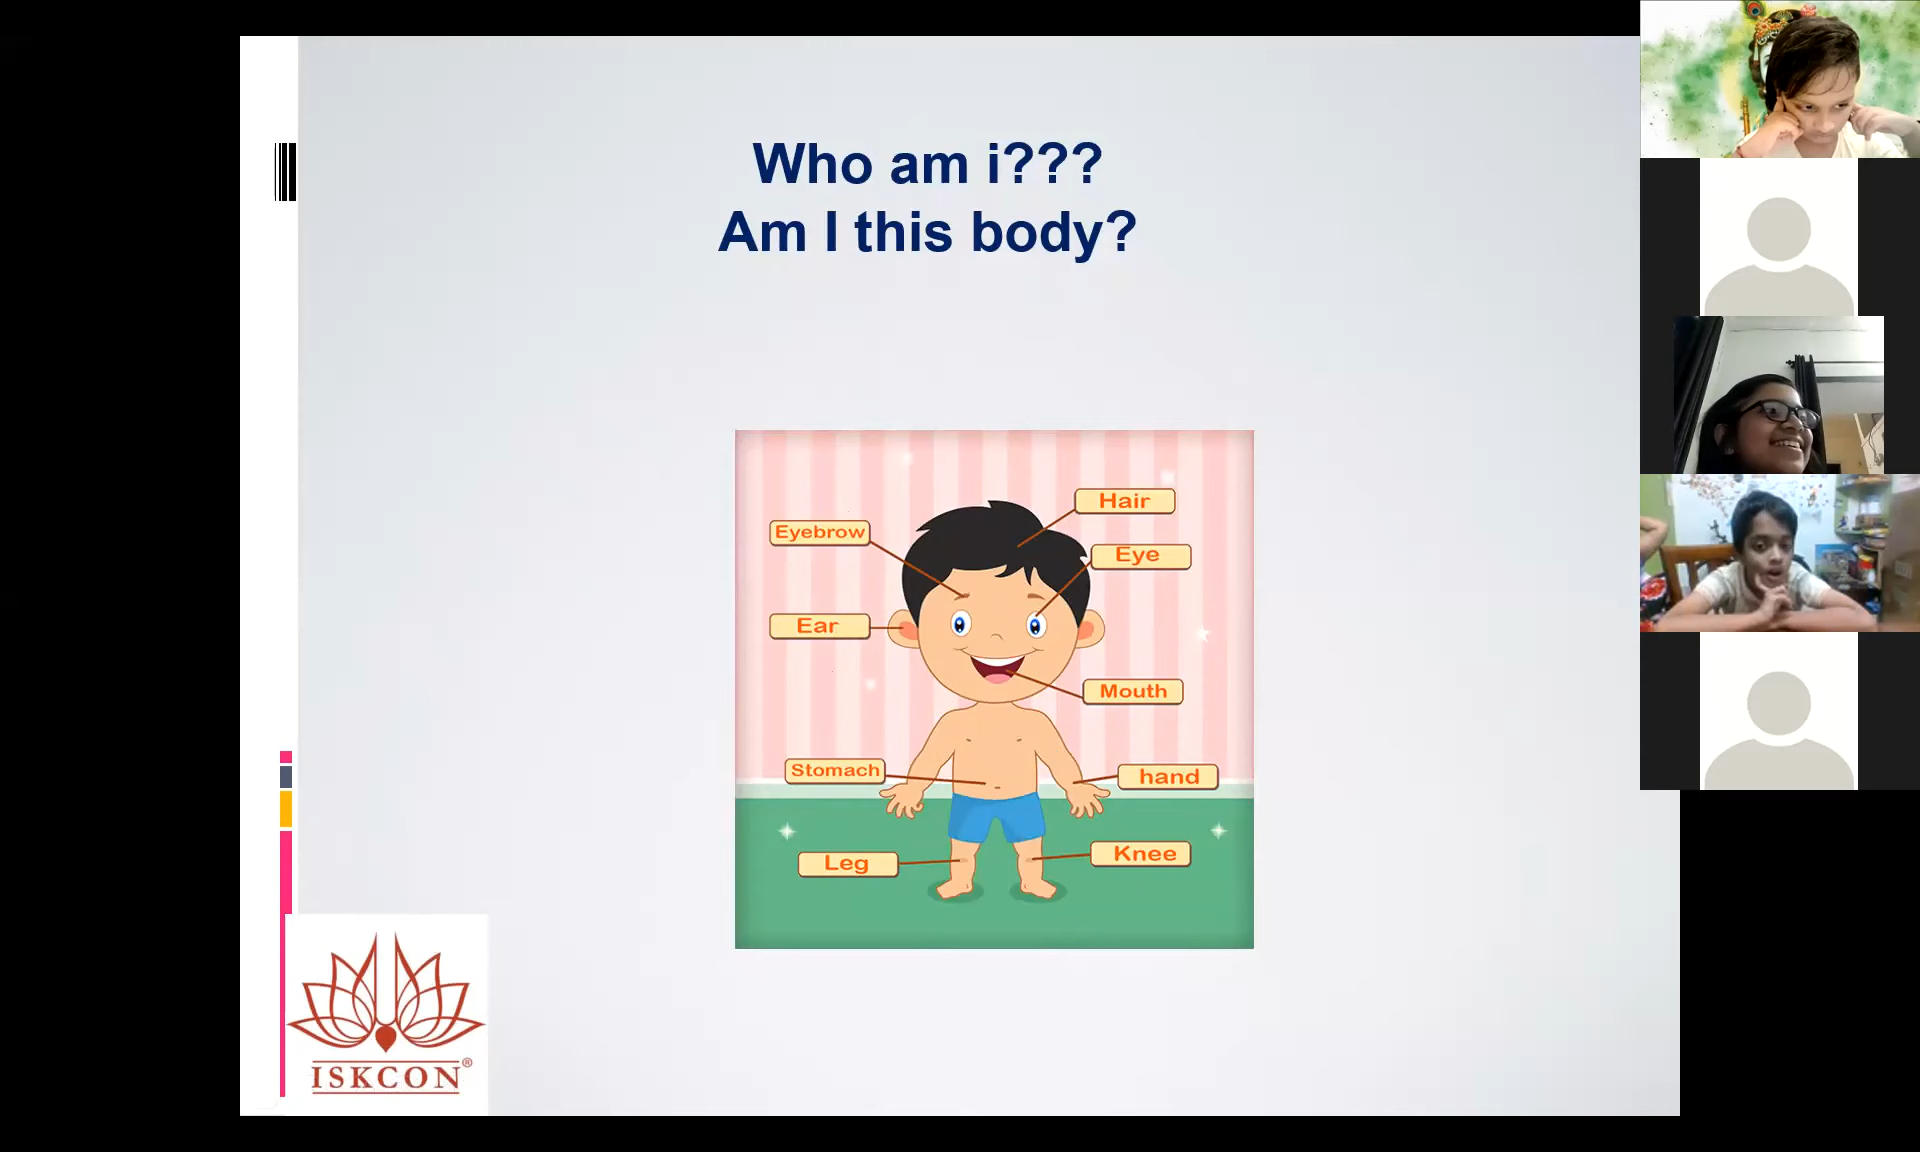 Who am i???
Am I this body?
Hair
Eyebrow
Eye
Ear
Mouth
Stomach
hand
Leg
Knee
ISKCON®